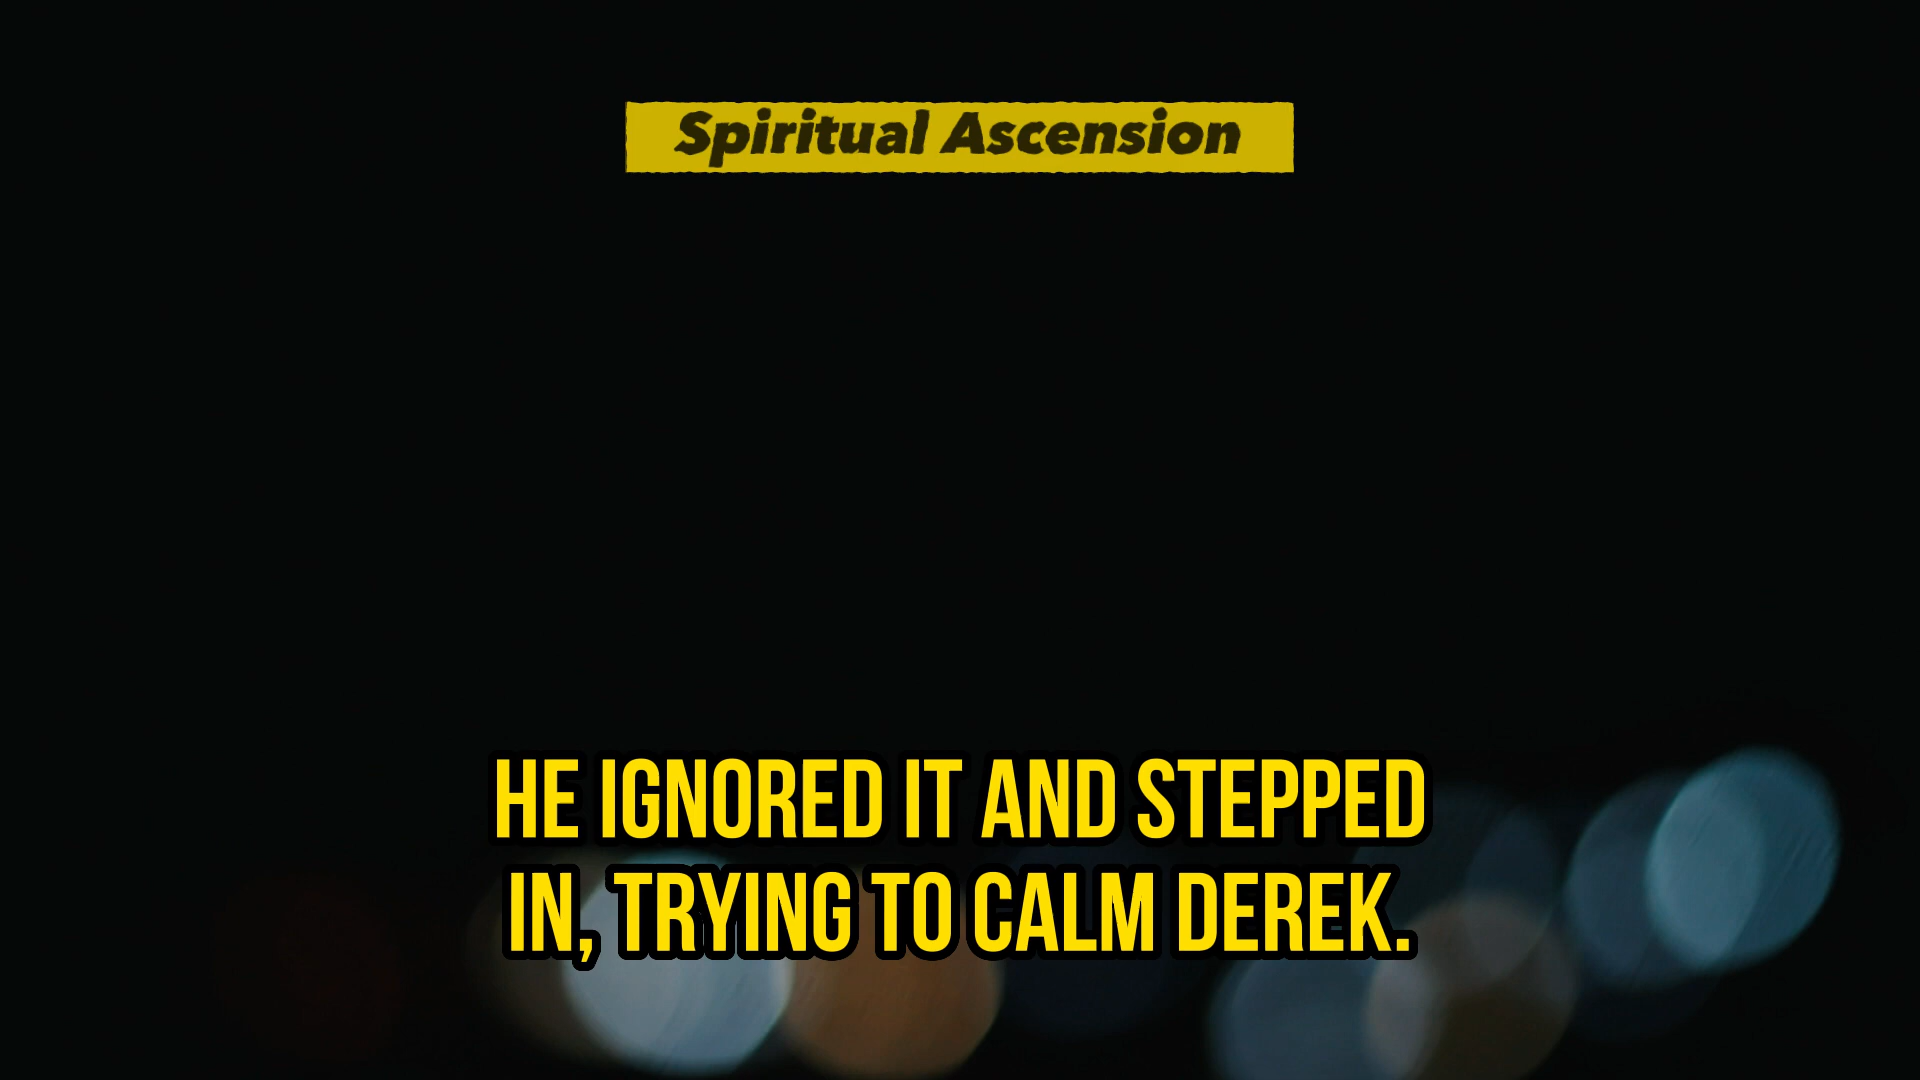 Spiritual Ascension
HE IGNORED IT AND STEPPED
IN, TRYING TO CALM DEREK.